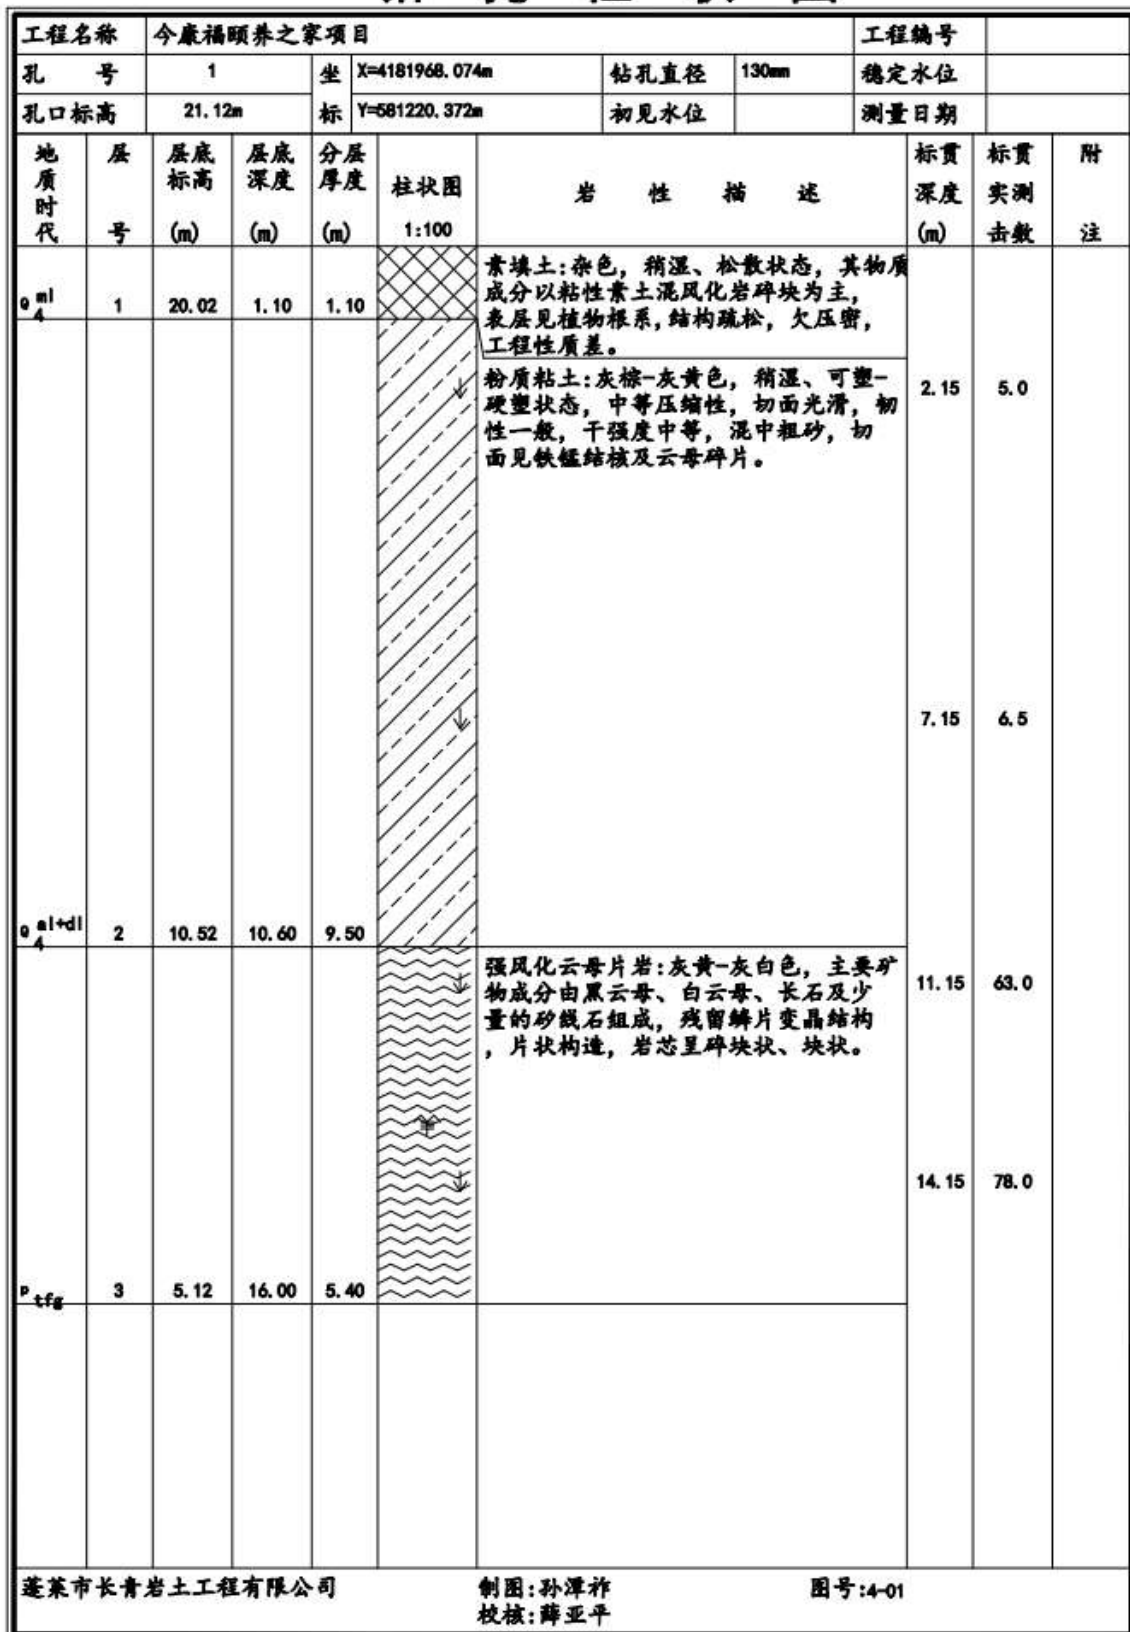 工程名称 今康福颐养之家项目 工程编号
孔 号 1 坐 X=4181968.074m 钻孔直径 130mm 稳定水位
孔口标高 21.12m 标 Y=581220.372m 初见水位 测量日期
地质时代 层号 层底标高(m) 层底深度(m) 分层厚度(m) 柱状图 1:100 岩 性 描 述 标贯深度(m) 标贯实测击数 附注
素填土:杂色，稍湿、松散状态，其物质
成分以粘性素土混风化岩碎块为主，
Q4ml 1 20.02 1.10 1.10
表层见植物根系,结构疏松，欠压密，
工程性质差。
粉质粘土:灰棕-灰黄色，稍湿、可塑-
2.15 5.0
硬塑状态，中等压缩性，切面光滑，韧
性一般，干强度中等，混中粗砂，切
面见铁锰结核及云母碎片。
7.15 6.5
Q4al+dl 2 10.52 10.60 9.50
强风化云母片岩:灰黄-灰白色，主要矿
11.15 63.0
物成分由黑云母、白云母、长石及少
量的矽线石组成，残留鳞片变晶结构
，片状构造，岩芯呈碎块状、块状。
14.15 78.0
Ptfg 3 5.12 16.00 5.40
蓬莱市长青岩土工程有限公司 制图:孙潭祚 图号:4-01
校核:薛亚平